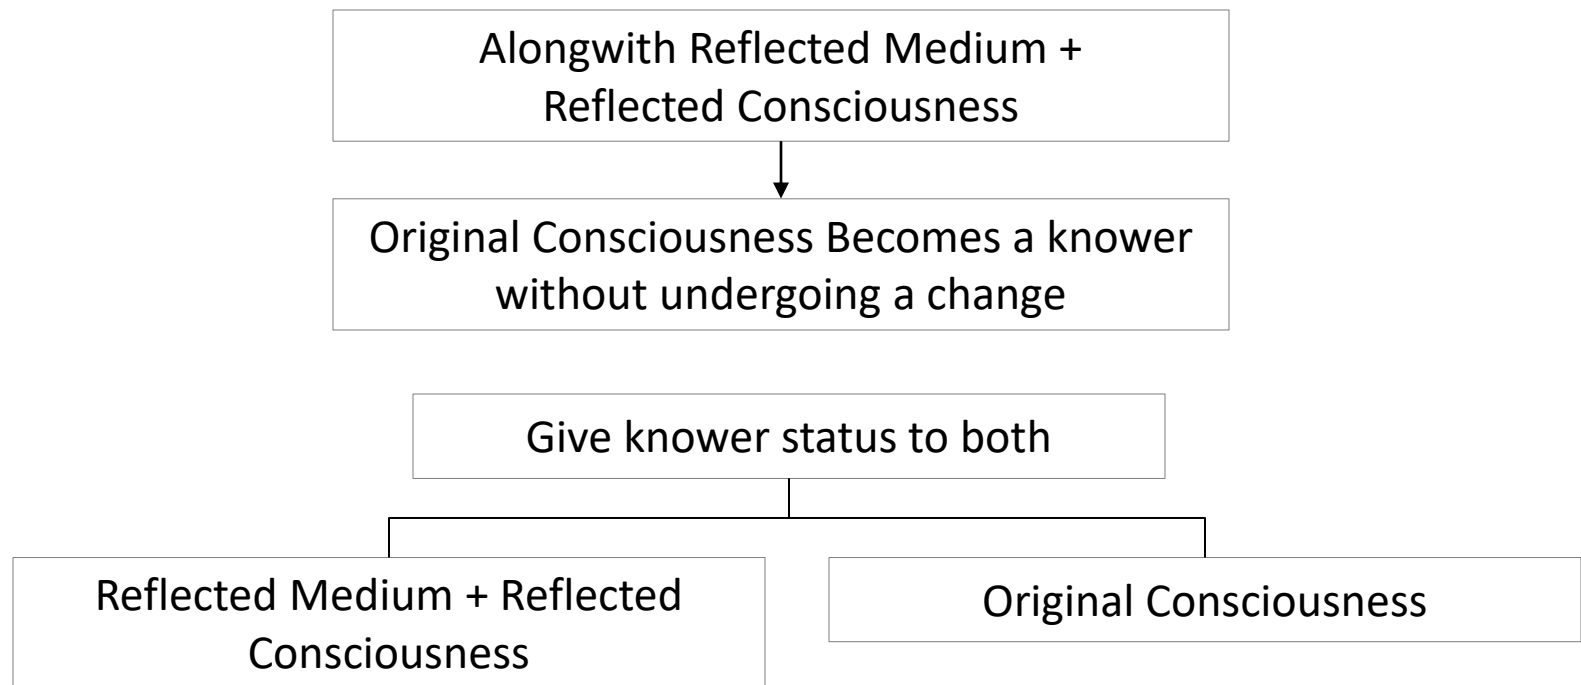 Alongwith Reflected Medium +
Reflected Consciousness
Original Consciousness Becomes a knower
without undergoing a change
Give knower status to both
Reflected Medium + Reflected
Consciousness
Original Consciousness